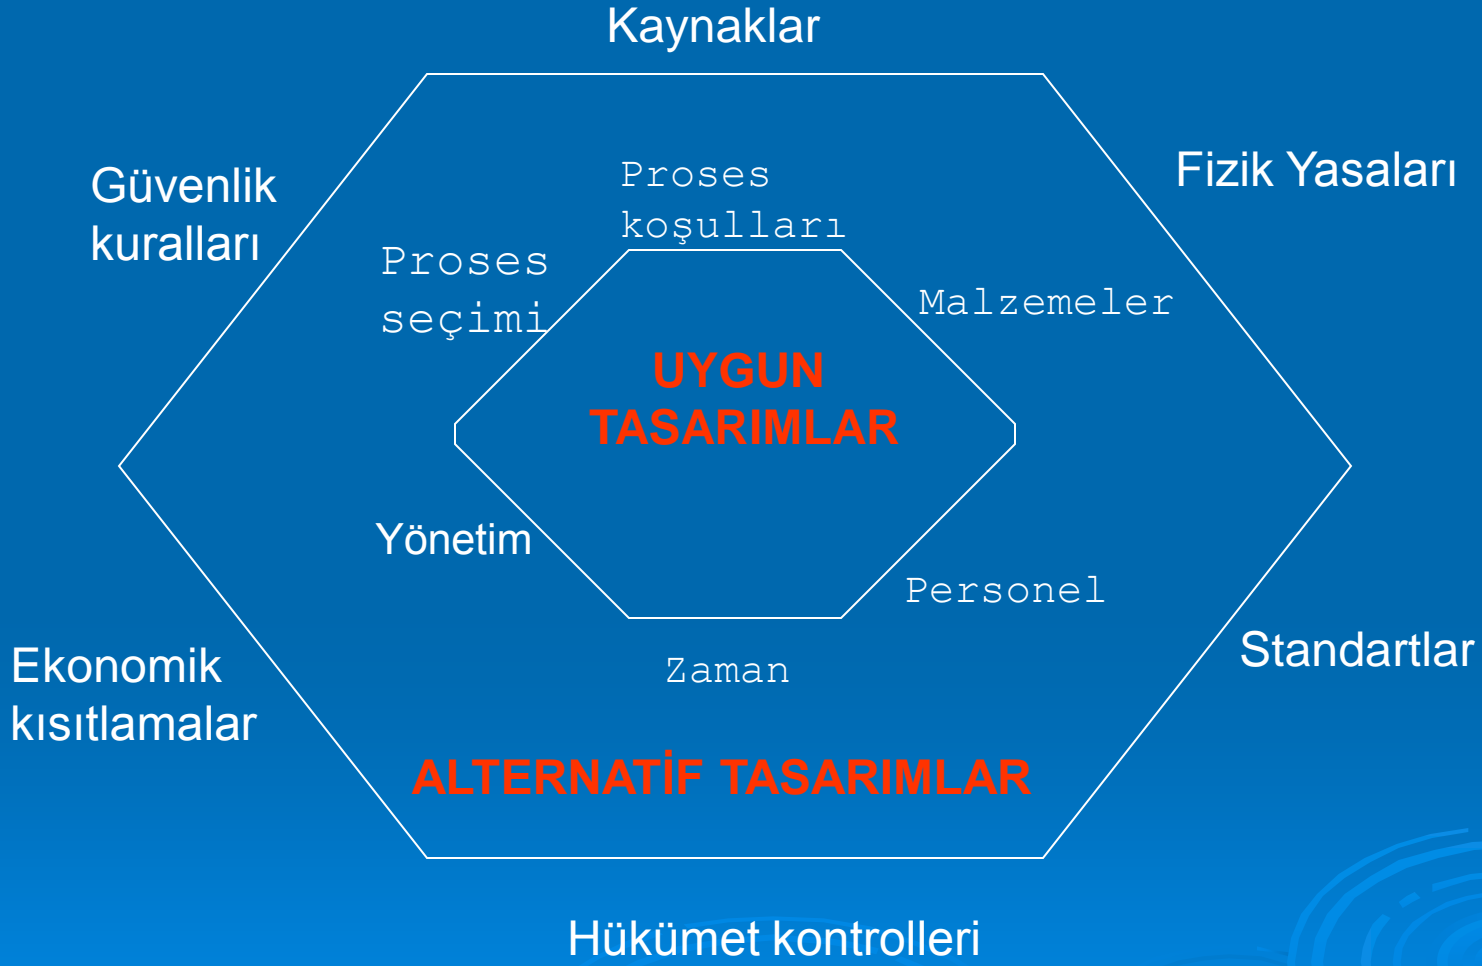 Kaynaklar
Güvenlik
kuralları
Fizik Yasaları
Proses
koşulları
Proses
seçimi
Malzemeler
UYGUN
TASARIMLAR
Yönetim
Personel
Zaman
Standartlar
Ekonomik
kısıtlamalar
ALTERNATİF TASARIMLAR
Hükümet kontrolleri